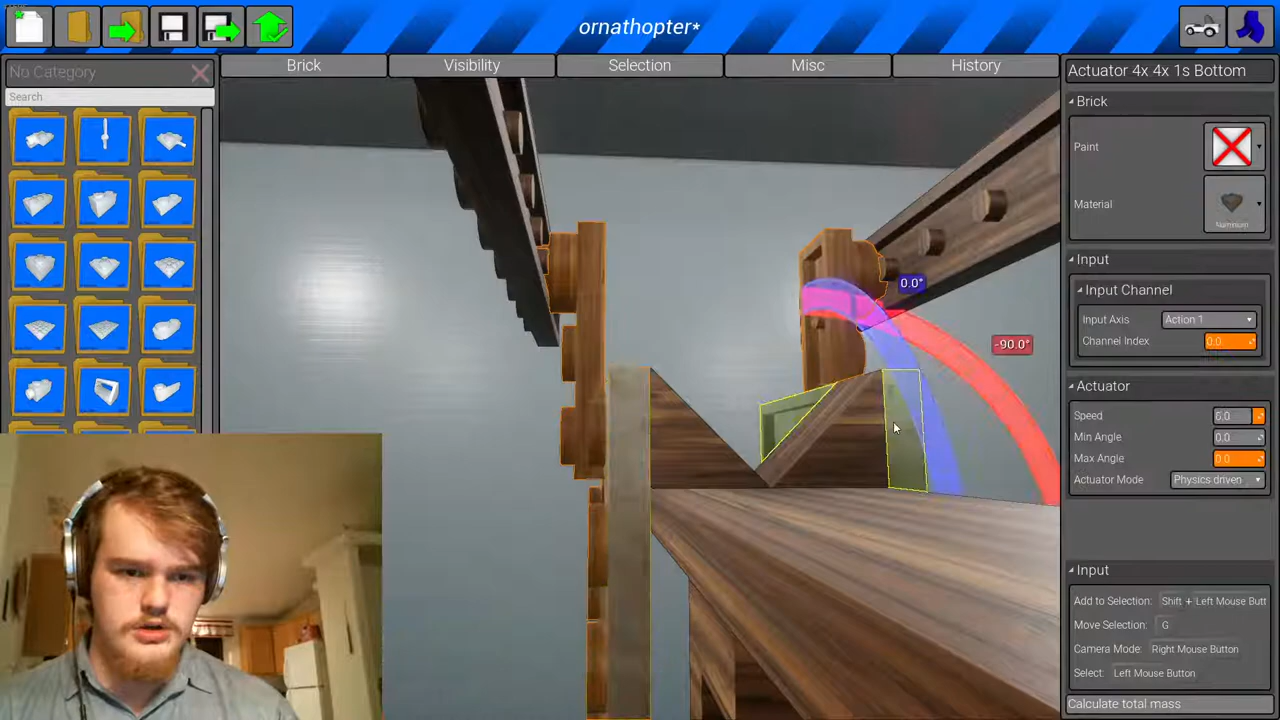 ornathopter*
No Category
Search
Brick
Visibility
Selection
Misc
History
0.0°
-90.0°
Actuator 4x 4x 1s Bottom
Brick
Paint
Material
Aluminium
Input
Input Channel
Input Axis Action 1
Channel Index 0.0
Actuator
Speed 6.0
Min Angle 0.0
Max Angle 0.0
Actuator Mode Physics driven
Input
Add to Selection: Shift + Left Mouse Butt
Move Selection: G
Camera Mode: Right Mouse Button
Select: Left Mouse Button
Calculate total mass